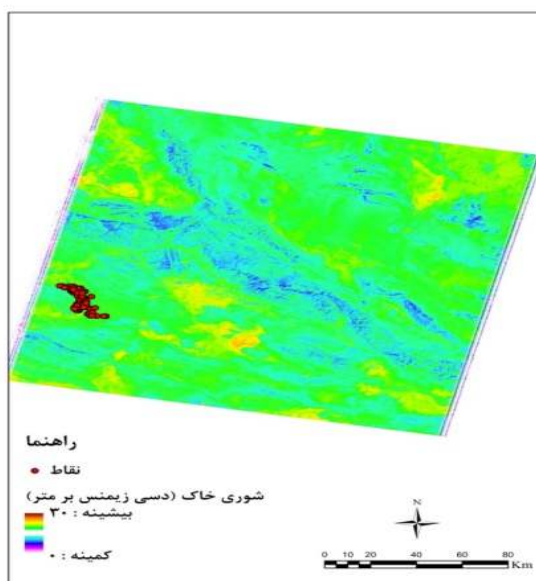 راهنما
نقاط
شوری خاک (دسی زیمنس بر متر)
بیشینه : ۳۰
کمینه : ۰
N
0 10 20 40 60 80
Km